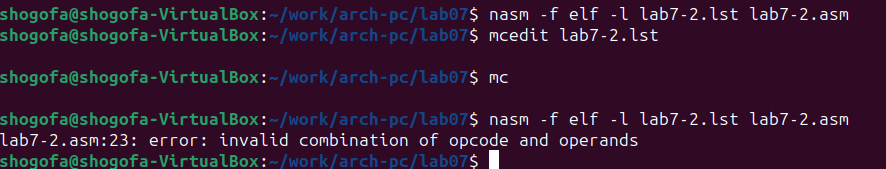 shogofa@shogofa-VirtualBox:~/work/arch-pc/lab07$ nasm -f elf -l lab7-2.lst lab7-2.asm
shogofa@shogofa-VirtualBox:~/work/arch-pc/lab07$ mcedit lab7-2.lst
shogofa@shogofa-VirtualBox:~/work/arch-pc/lab07$ mc
shogofa@shogofa-VirtualBox:~/work/arch-pc/lab07$ nasm -f elf -l lab7-2.lst lab7-2.asm
lab7-2.asm:23: error: invalid combination of opcode and operands
shogofa@shogofa-VirtualBox:~/work/arch-pc/lab07$